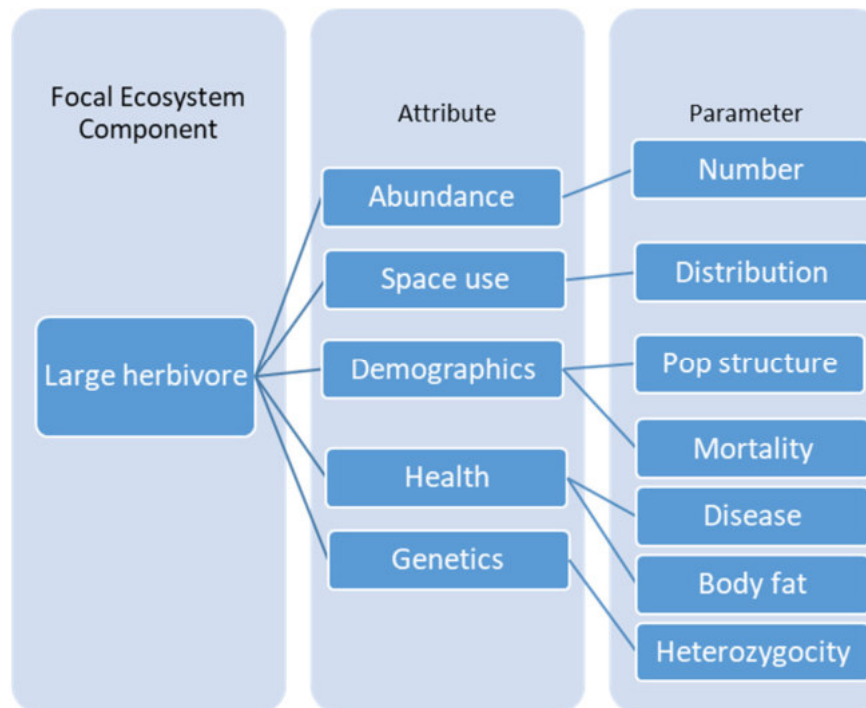 Focal Ecosystem
Component
Attribute
Parameter
Large herbivore
Abundance
Space use
Demographics
Health
Genetics
Number
Distribution
Pop structure
Mortality
Disease
Body fat
Heterozygocity